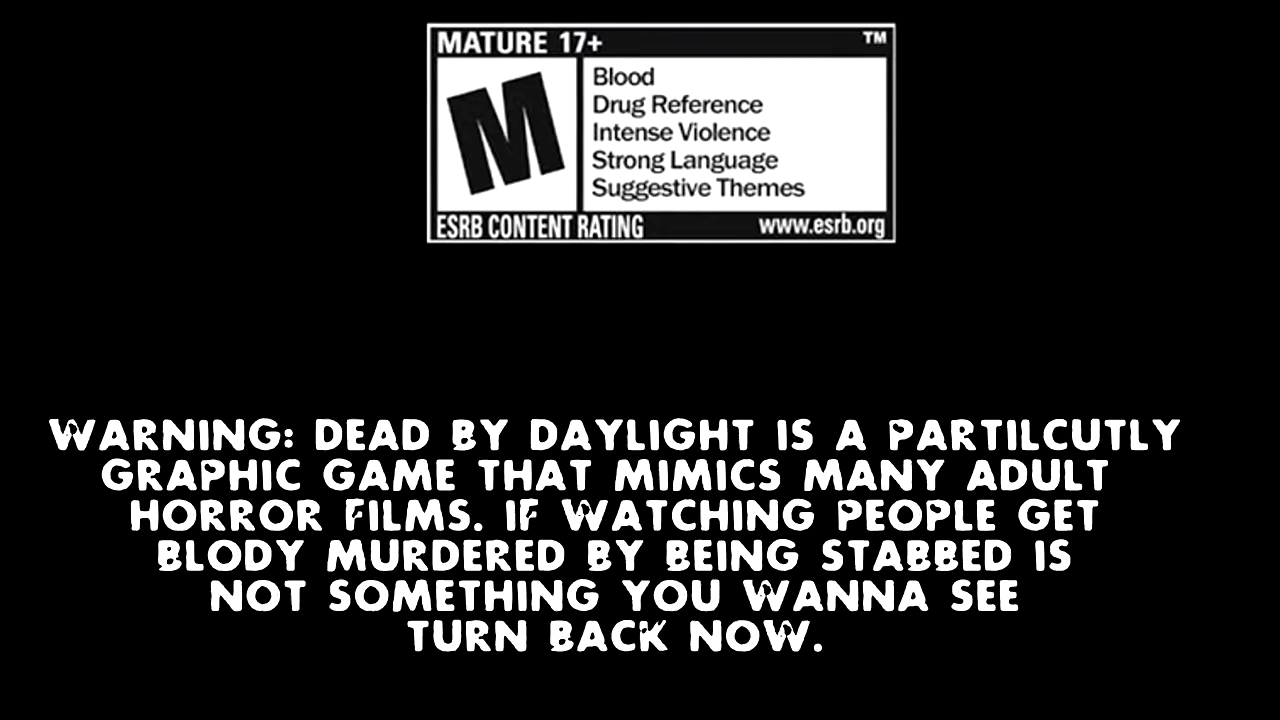 MATURE 17+ ™
M
Blood
Drug Reference
Intense Violence
Strong Language
Suggestive Themes
ESRB CONTENT RATING www.esrb.org
WARNING: DEAD BY DAYLIGHT IS A PARTILCUTLY
GRAPHIC GAME THAT MIMICS MANY ADULT
HORROR FILMS. IF WATCHING PEOPLE GET
BLODY MURDERED BY BEING STABBED IS
NOT SOMETHING YOU WANNA SEE
TURN BACK NOW.